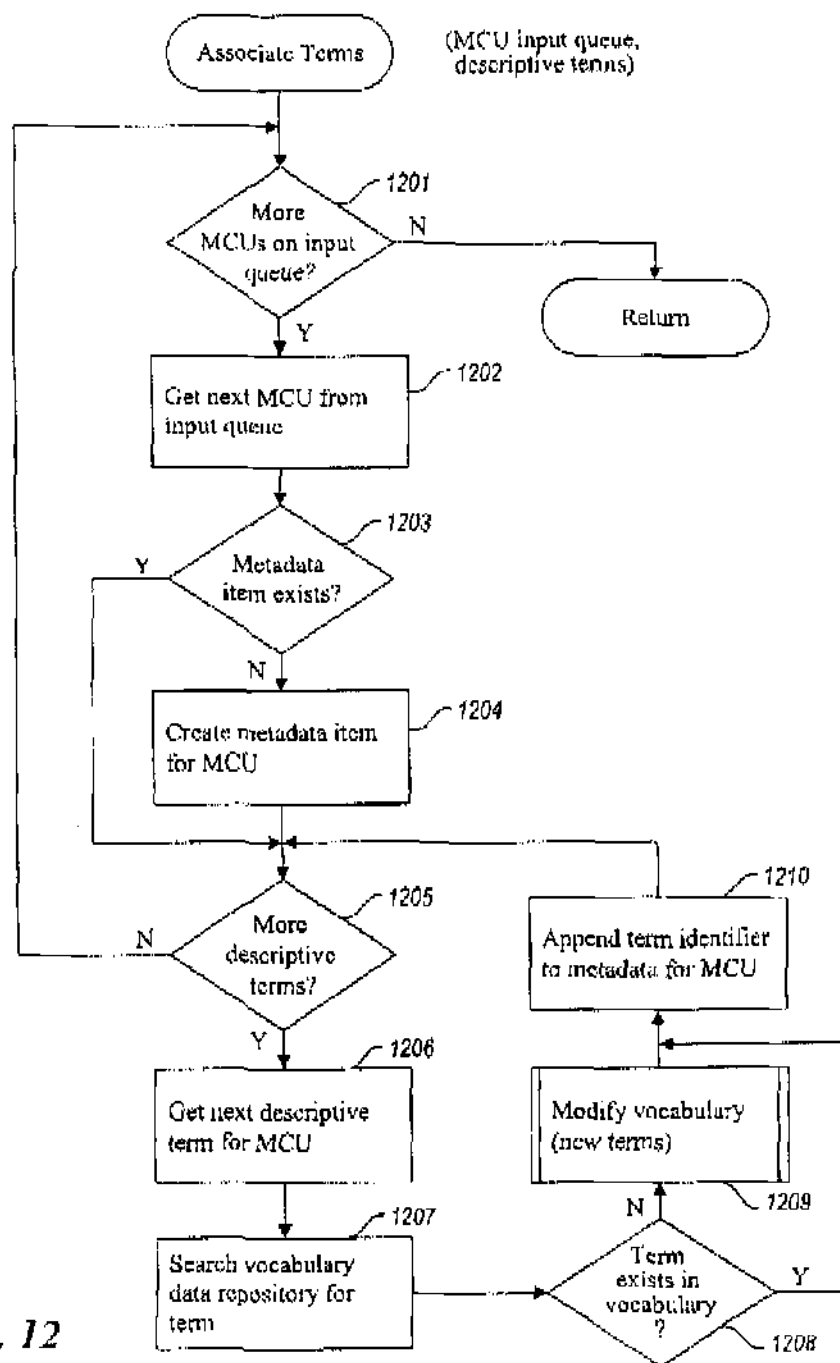 Associate Terms
(MCU input queue,
descriptive terms)
1201
More
MCUs on input
queue?
N
Return
Y
1202
Get next MCU from
input queue
1203
Y
Metadata
item exists?
N
1204
Create metadata item
for MCU
1205
N
More
descriptive
terms?
1210
Append term identifier
to metadata for MCU
Y
1206
Get next descriptive
term for MCU
Modify vocabulary
(new terms)
1209
1207
Search vocabulary
data repository for
term
N
Term
exists in
vocabulary
?
Y
1208
. 12